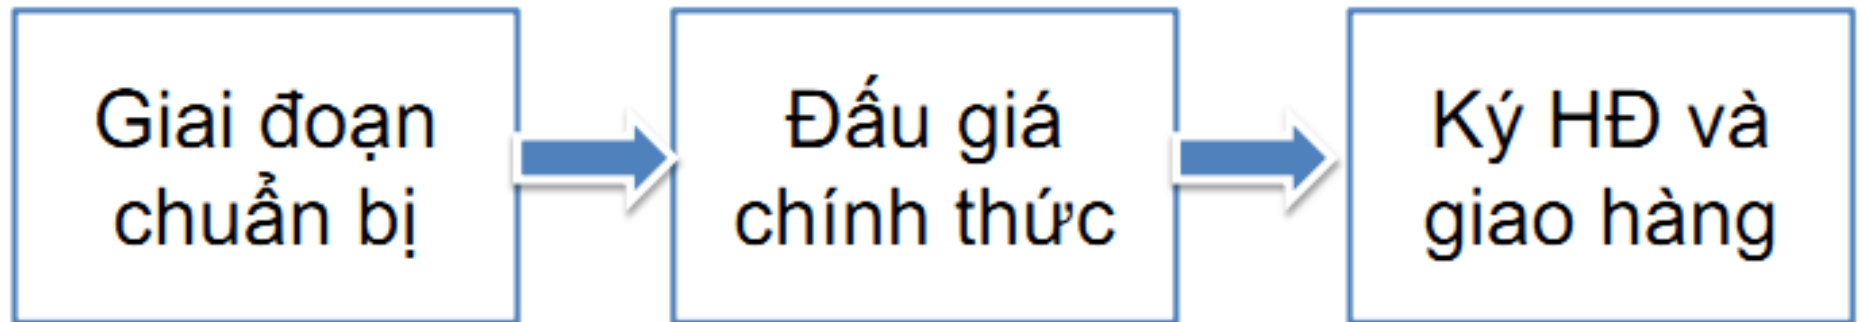 Giai đoạn
chuẩn bị
Đấu giá
chính thức
Ký HĐ và
giao hàng